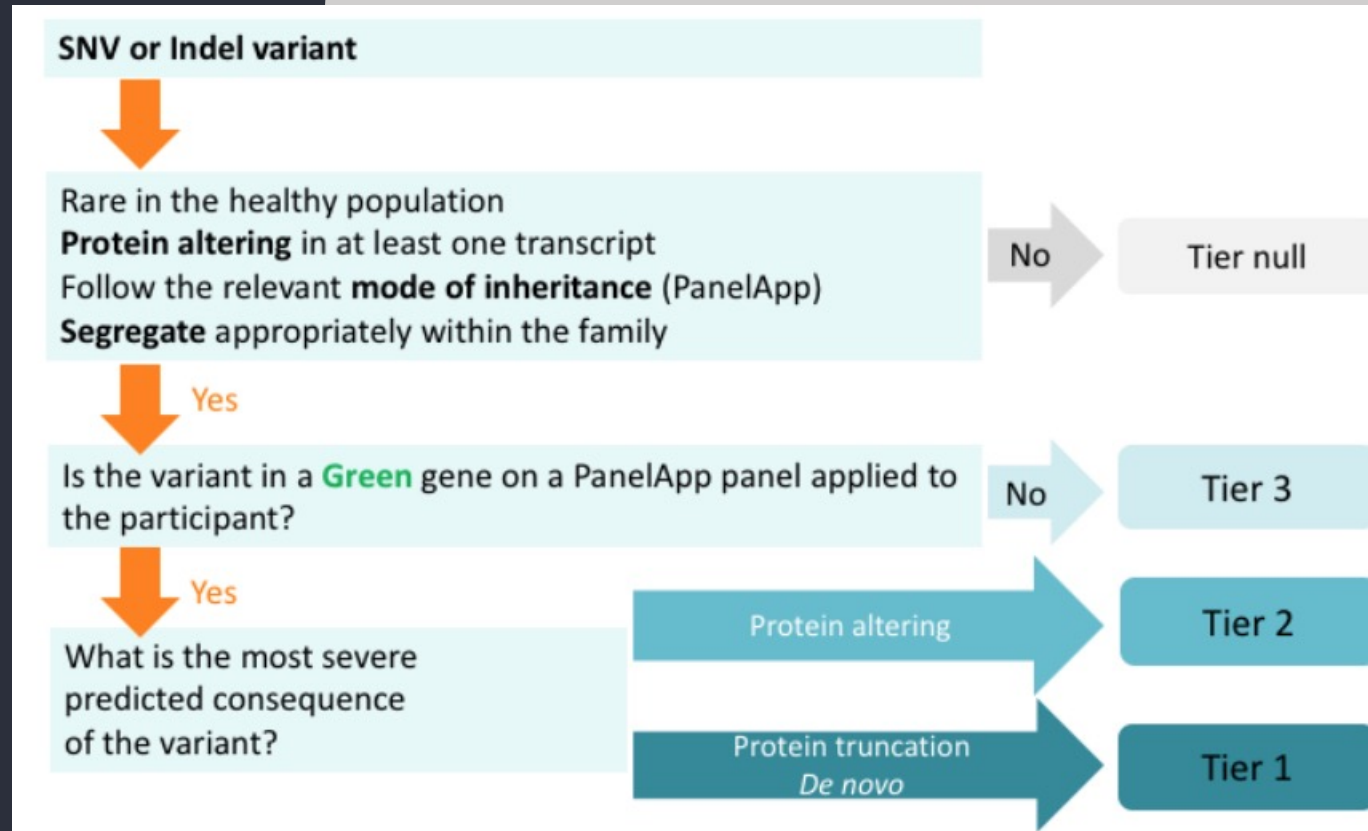 SNV or Indel variant
Rare in the healthy population
Protein altering in at least one transcript
Follow the relevant mode of inheritance (PanelApp)
Segregate appropriately within the family
No
Tier null
Yes
Is the variant in a Green gene on a PanelApp panel applied to
the participant?
No
Tier 3
Yes
What is the most severe
predicted consequence
of the variant?
Protein altering
Tier 2
Protein truncation
De novo
Tier 1